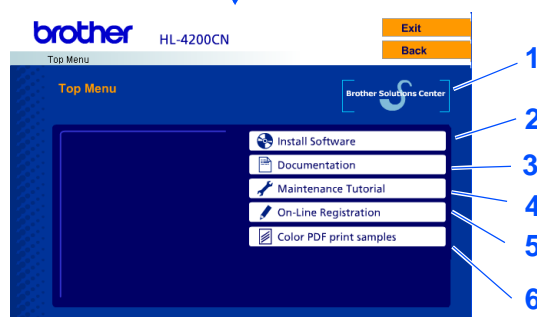 brother HL-4200CN
Exit
Back
Top Menu
Top Menu
Brother Solutions Center
1
Install Software
2
Documentation
3
Maintenance Tutorial
4
On-Line Registration
5
Color PDF print samples
6